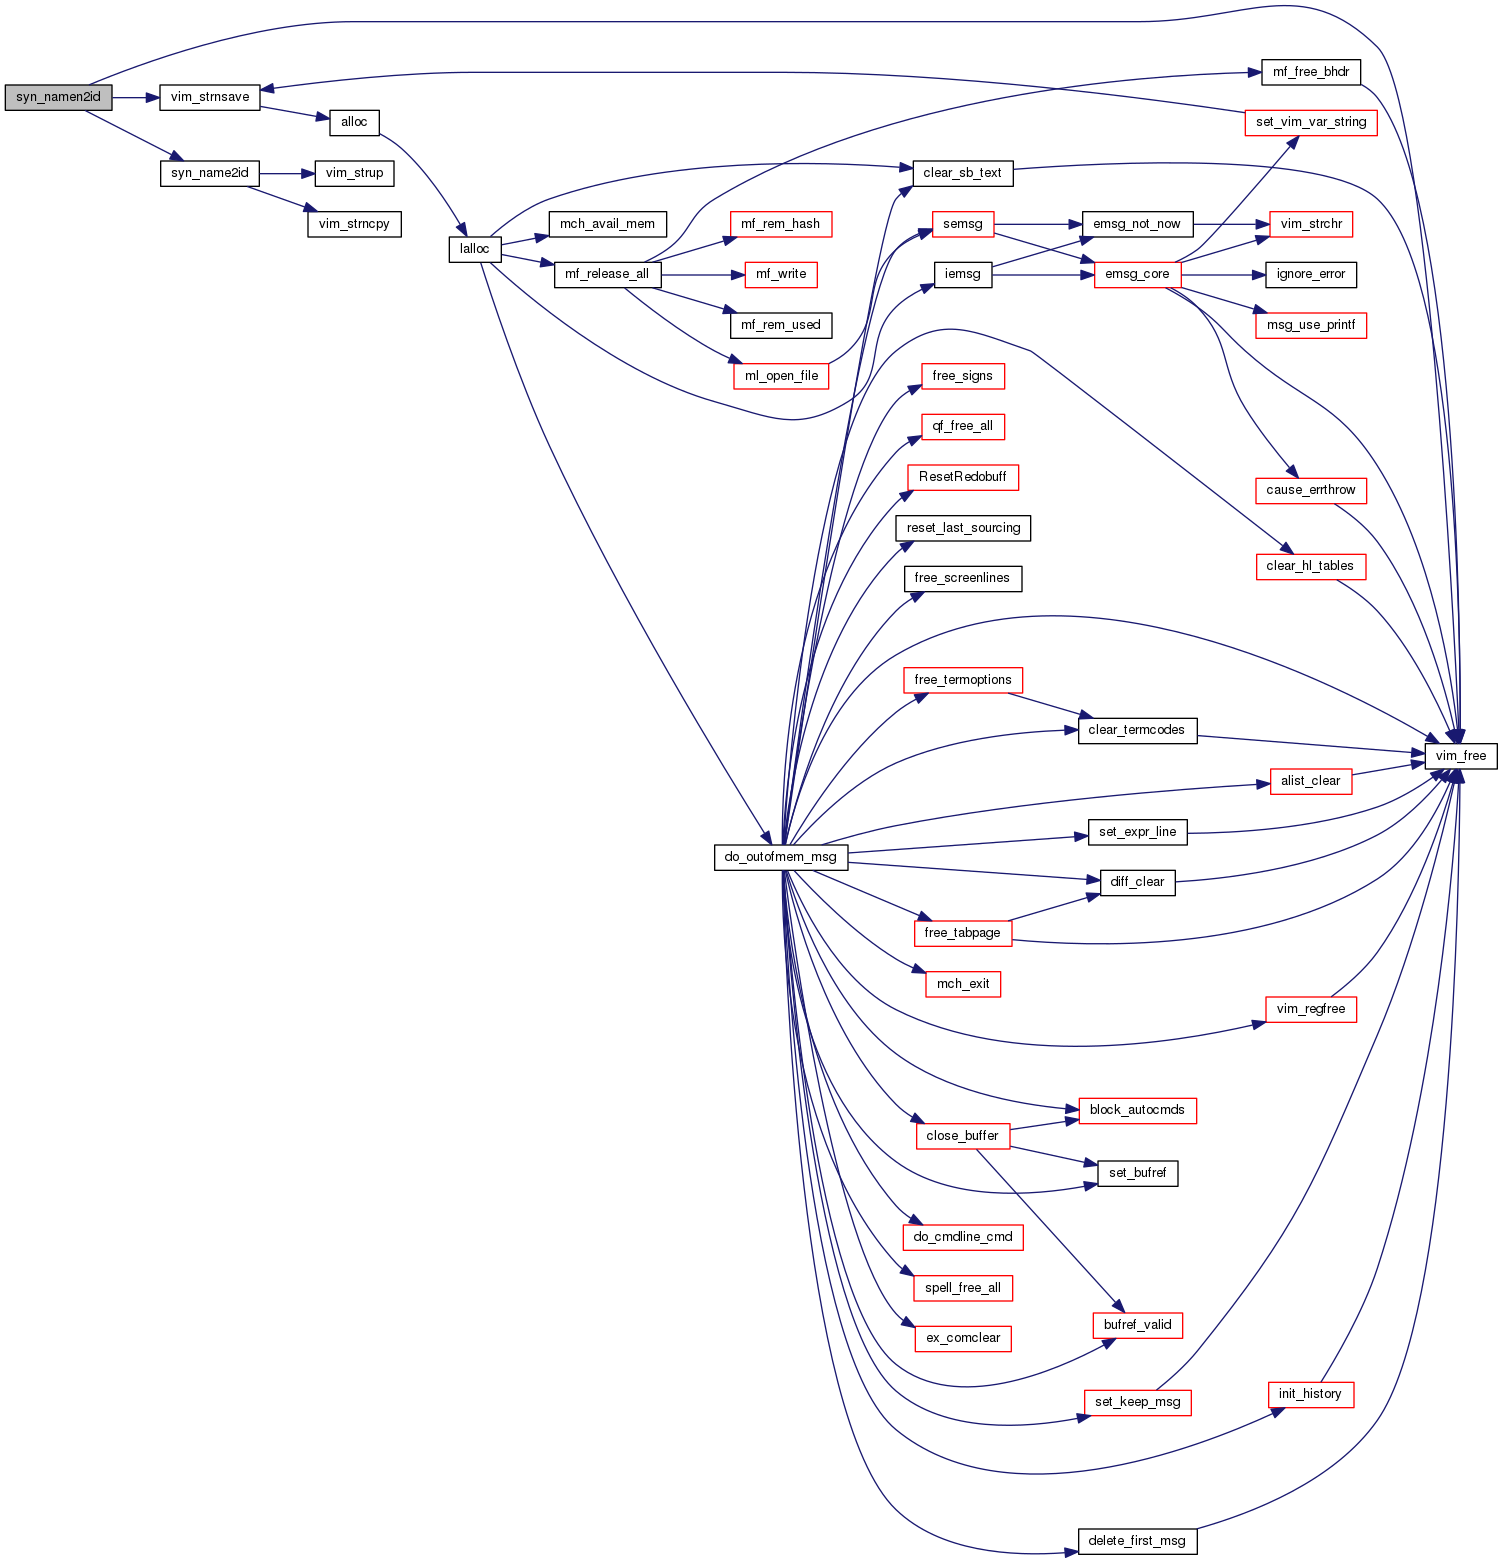 syn_namen2id
vim_strnsave
alloc
syn_name2id
vim_strup
vim_strncpy
lalloc
mch_avail_mem
mf_release_all
mf_rem_hash
mf_write
mf_rem_used
ml_open_file
do_outofmem_msg
clear_sb_text
semsg
iemsg
free_signs
qf_free_all
ResetRedobuff
reset_last_sourcing
free_screenlines
free_termoptions
free_tabpage
mch_exit
close_buffer
do_cmdline_cmd
spell_free_all
ex_comclear
emsg_not_now
emsg_core
clear_termcodes
set_expr_line
diff_clear
block_autocmds
set_bufref
bufref_valid
set_keep_msg
delete_first_msg
mf_free_bhdr
set_vim_var_string
vim_strchr
ignore_error
msg_use_printf
cause_errthrow
clear_hl_tables
alist_clear
vim_regfree
init_history
vim_free